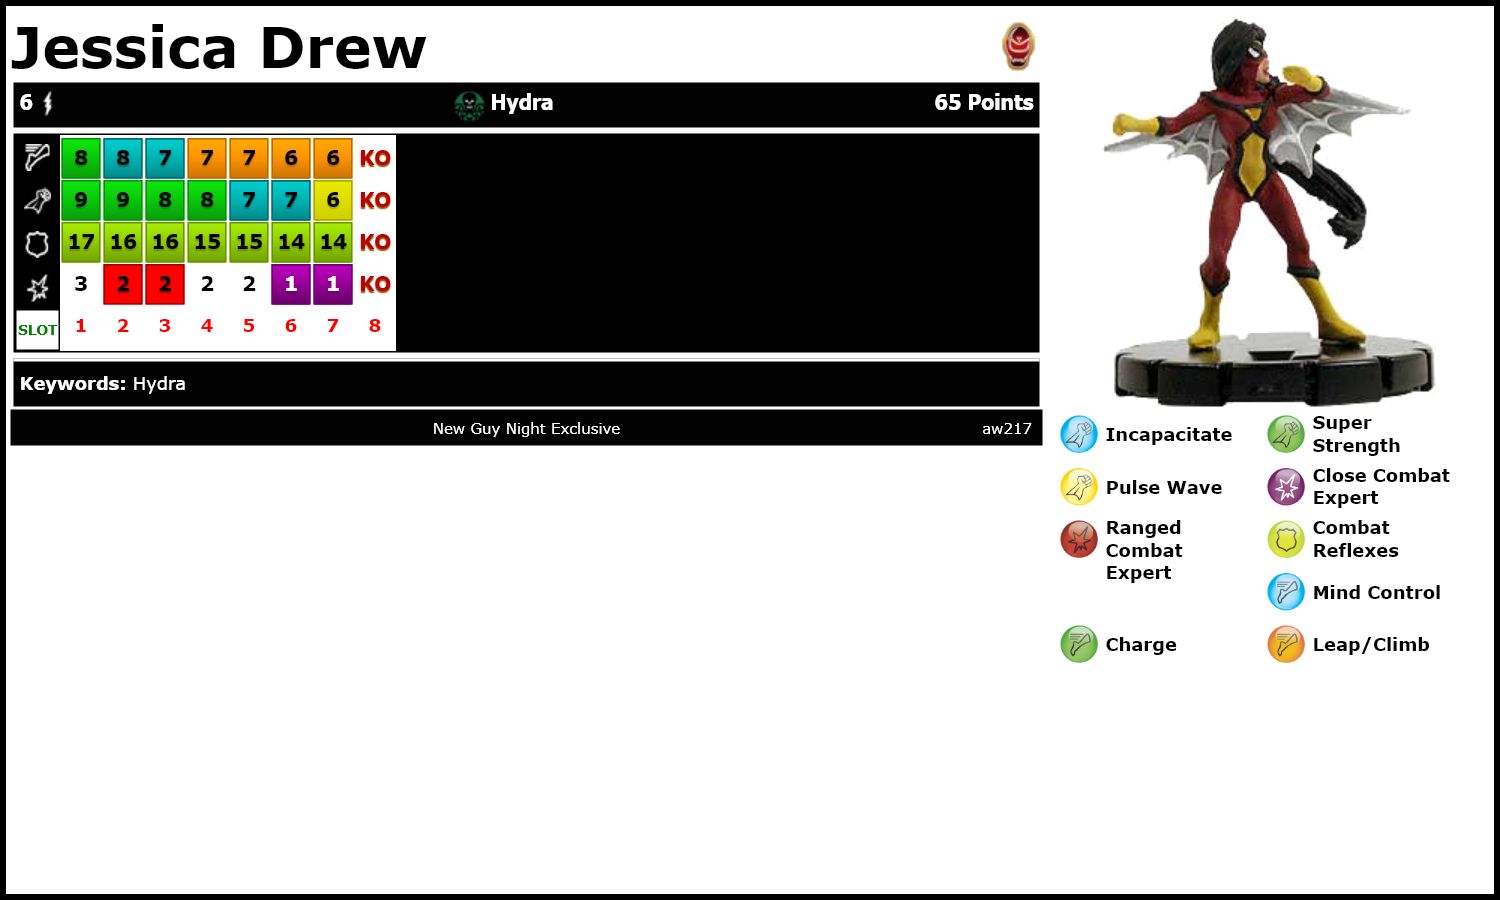 Jessica Drew
6 Hydra 65 Points
8 8 7 7 7 6 6 KO
9 9 8 8 7 7 6 KO
17 16 16 15 15 14 14 KO
3 2 2 2 2 1 1 KO
SLOT 1 2 3 4 5 6 7 8
Keywords: Hydra
New Guy Night Exclusive aw217
Incapacitate
Super
Strength
Pulse Wave
Close Combat
Expert
Ranged
Combat
Expert
Combat
Reflexes
Mind Control
Charge
Leap/Climb